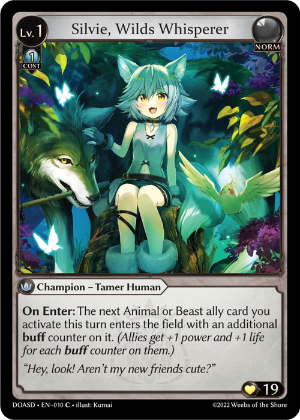 Lv.1
Silvie, Wilds Whisperer
1
COST
NORM
Champion – Tamer Human
On Enter: The next Animal or Beast ally card you
activate this turn enters the field with an additional
buff counter on it. (Allies get +1 power and +1 life
for each buff counter on them.)
“Hey, look! Aren't my new friends cute?”
19
DOASD • EN-010 C • illust: Kumai
©2022 Weebs of the Shore